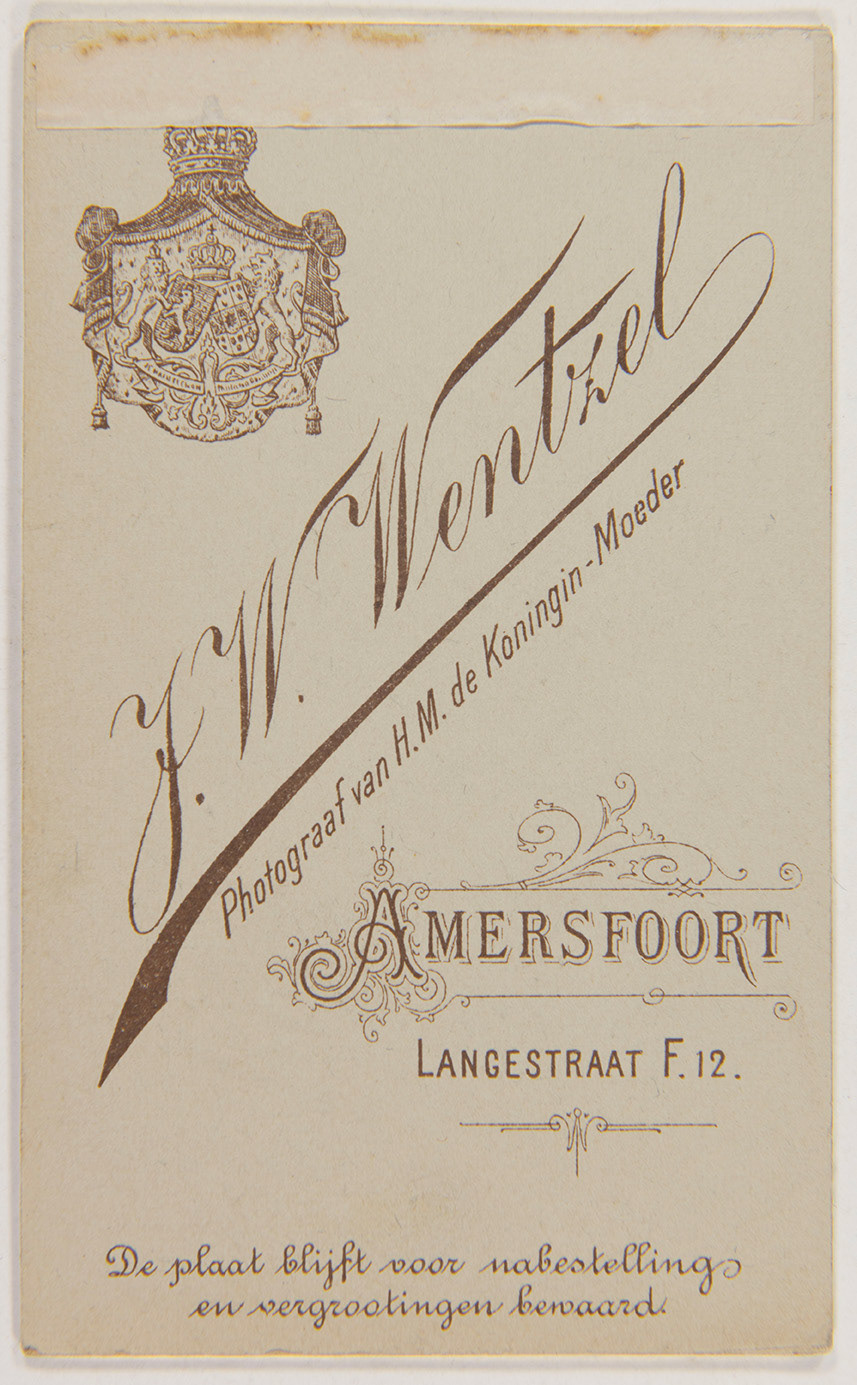 J. W. Wentzel
Photograaf van H.M. de Koningin-Moeder
AMERSFOORT
LANGESTRAAT F. 12.
De plaat blijft voor nabestelling
en vergrootingen bewaard.